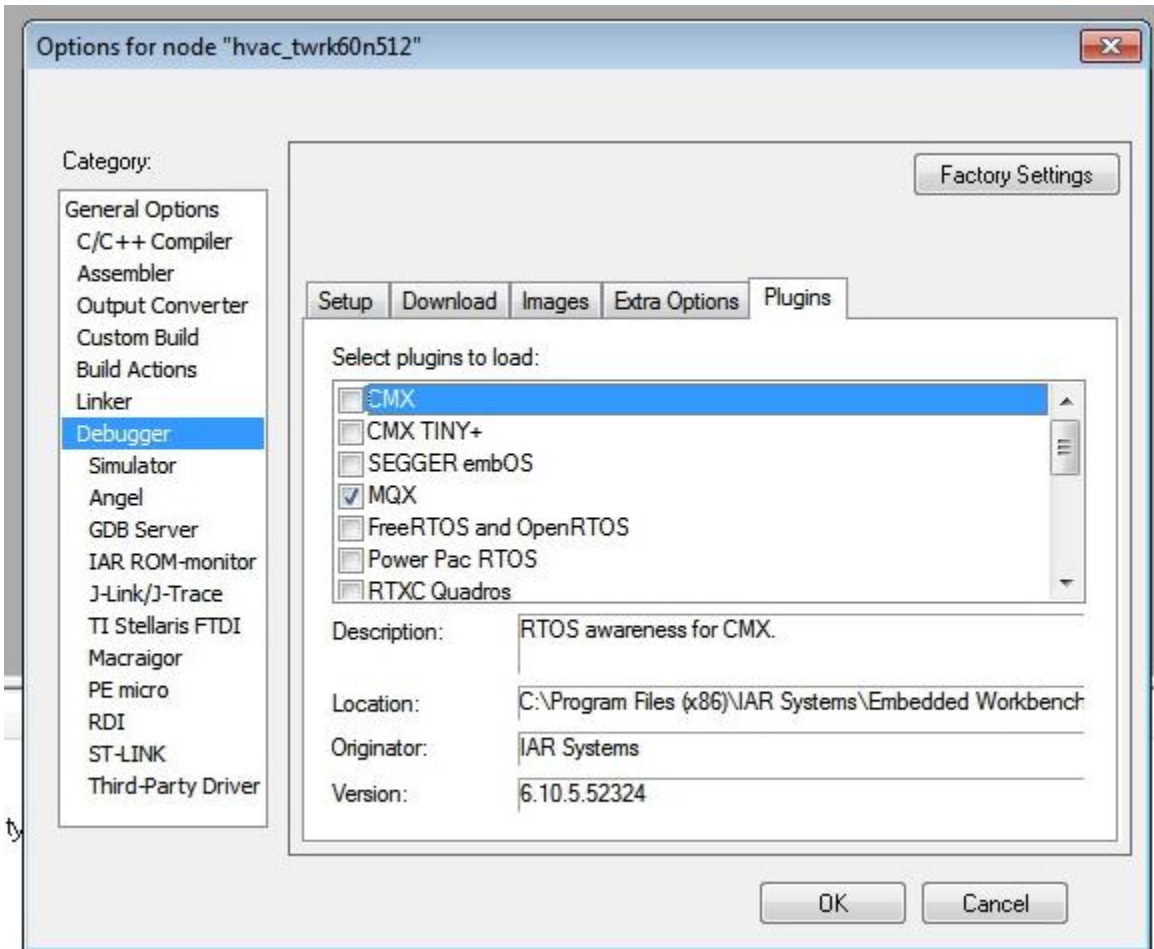 Options for node "hvac_twrk60n512"
Category:
Factory Settings
General Options
C/C++ Compiler
Assembler
Output Converter
Custom Build
Build Actions
Linker
Debugger
Simulator
Angel
GDB Server
IAR ROM-monitor
J-Link/J-Trace
TI Stellaris FTDI
Macraigor
PE micro
RDI
ST-LINK
Third-Party Driver
Setup Download Images Extra Options Plugins
Select plugins to load:
CMX
CMX TINY+
SEGGER embOS
MQX
FreeRTOS and OpenRTOS
Power Pac RTOS
RTXC Quadros
Description: RTOS awareness for CMX.
Location: C:\Program Files (x86)\IAR Systems\Embedded Workbench
Originator: IAR Systems
Version: 6.10.5.52324
ty
OK Cancel